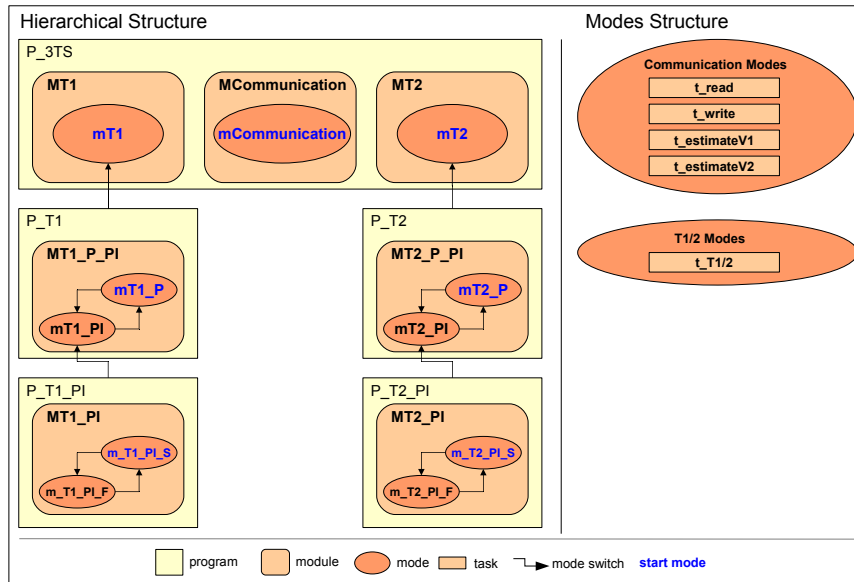 Hierarchical Structure
Modes Structure
P_3TS
MT1
MCommunication
MT2
mT1
mCommunication
mT2
Communication Modes
t_read
t_write
t_estimateV1
t_estimateV2
P_T1
P_T2
MT1_P_PI
MT2_P_PI
mT1_P
mT2_P
mT1_PI
mT2_PI
T1/2 Modes
t_T1/2
P_T1_PI
P_T2_PI
MT1_PI
MT2_PI
m_T1_PI_S
m_T2_PI_S
m_T1_PI_F
m_T2_PI_F
program
module
mode
task
mode switch
start mode